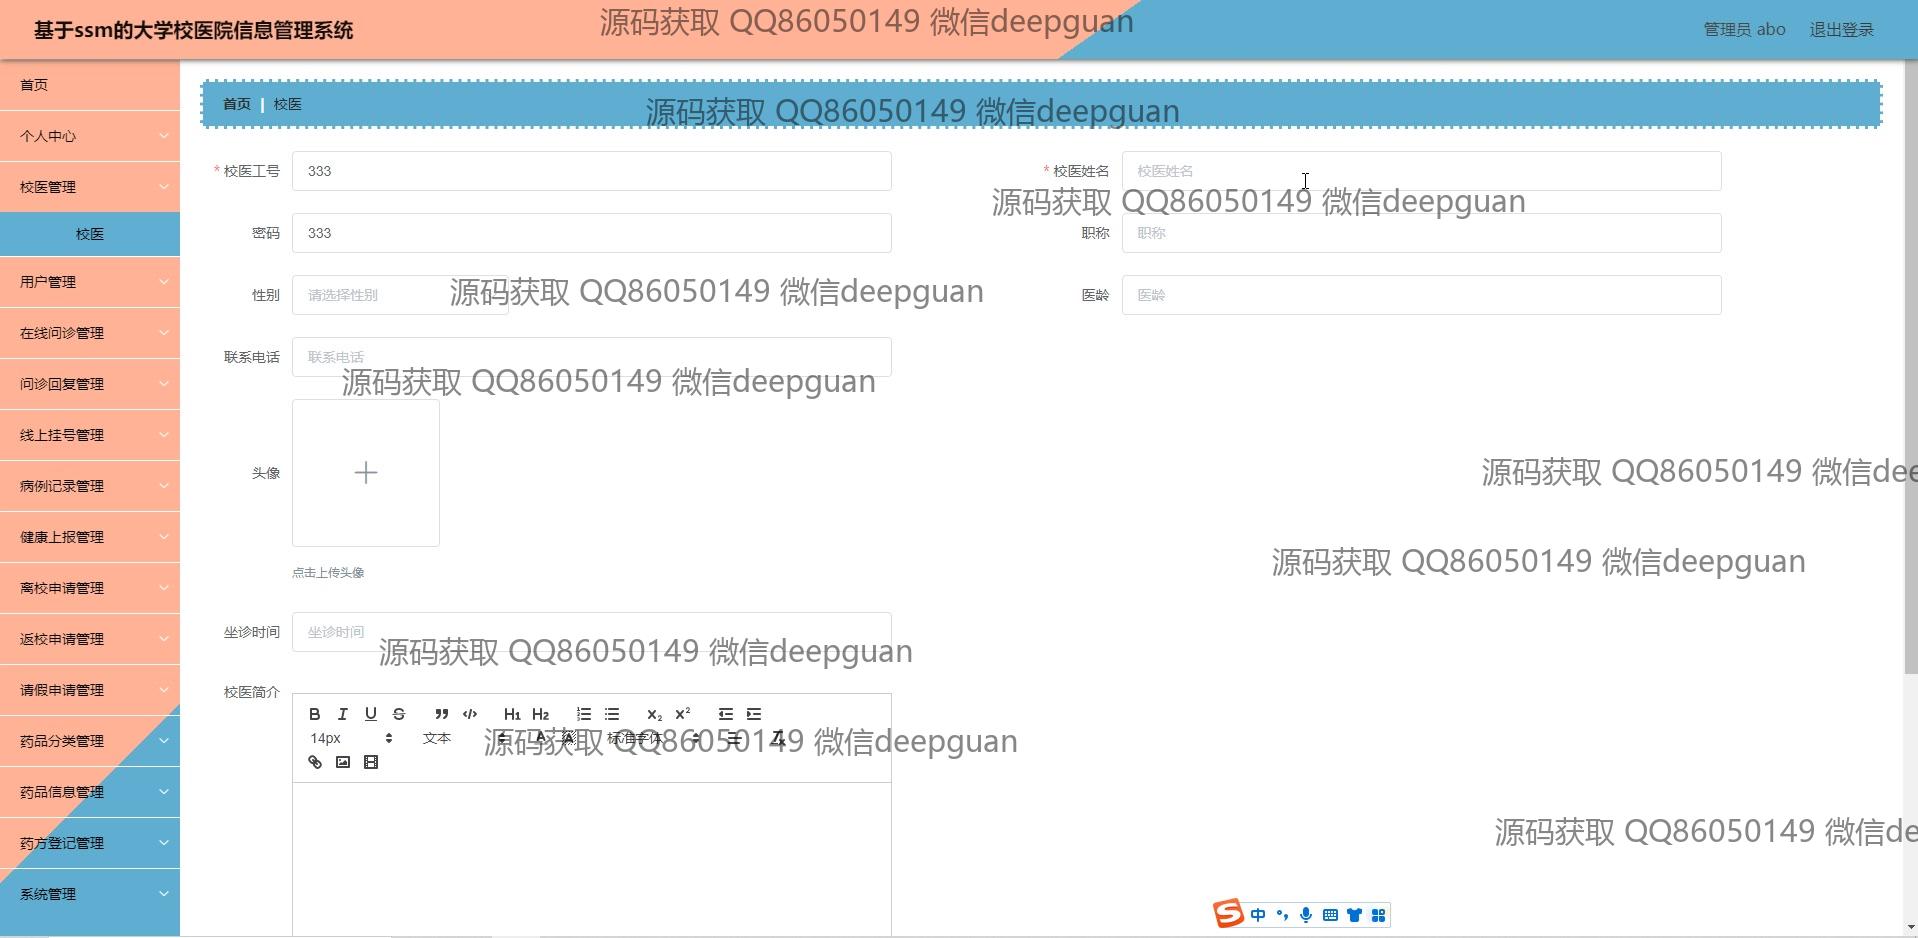 基于ssm的大学校医院信息管理系统
源码获取 QQ86050149 微信deepguan
管理员 abo
退出登录
首页
个人中心
校医管理
校医
用户管理
在线问诊管理
问诊回复管理
线上挂号管理
病例记录管理
健康上报管理
离校申请管理
返校申请管理
请假申请管理
药品分类管理
药品信息管理
药方登记管理
系统管理
首页 | 校医
源码获取 QQ86050149 微信deepguan
* 校医工号 333
* 校医姓名 校医姓名
源码获取 QQ86050149 微信deepguan
密码 333
职称 职称
性别 请选择性别
源码获取 QQ86050149 微信deepguan
医龄 医龄
联系电话 联系电话
源码获取 QQ86050149 微信deepguan
头像
点击上传头像
源码获取 QQ86050149 微信dee
源码获取 QQ86050149 微信deepguan
坐诊时间 坐诊时间
源码获取 QQ86050149 微信deepguan
校医简介
B I U S H1 H2 X2 X2
14px 文本 标准字体
源码获取 QQ86050149 微信deepguan
源码获取 QQ86050149 微信de
S 中